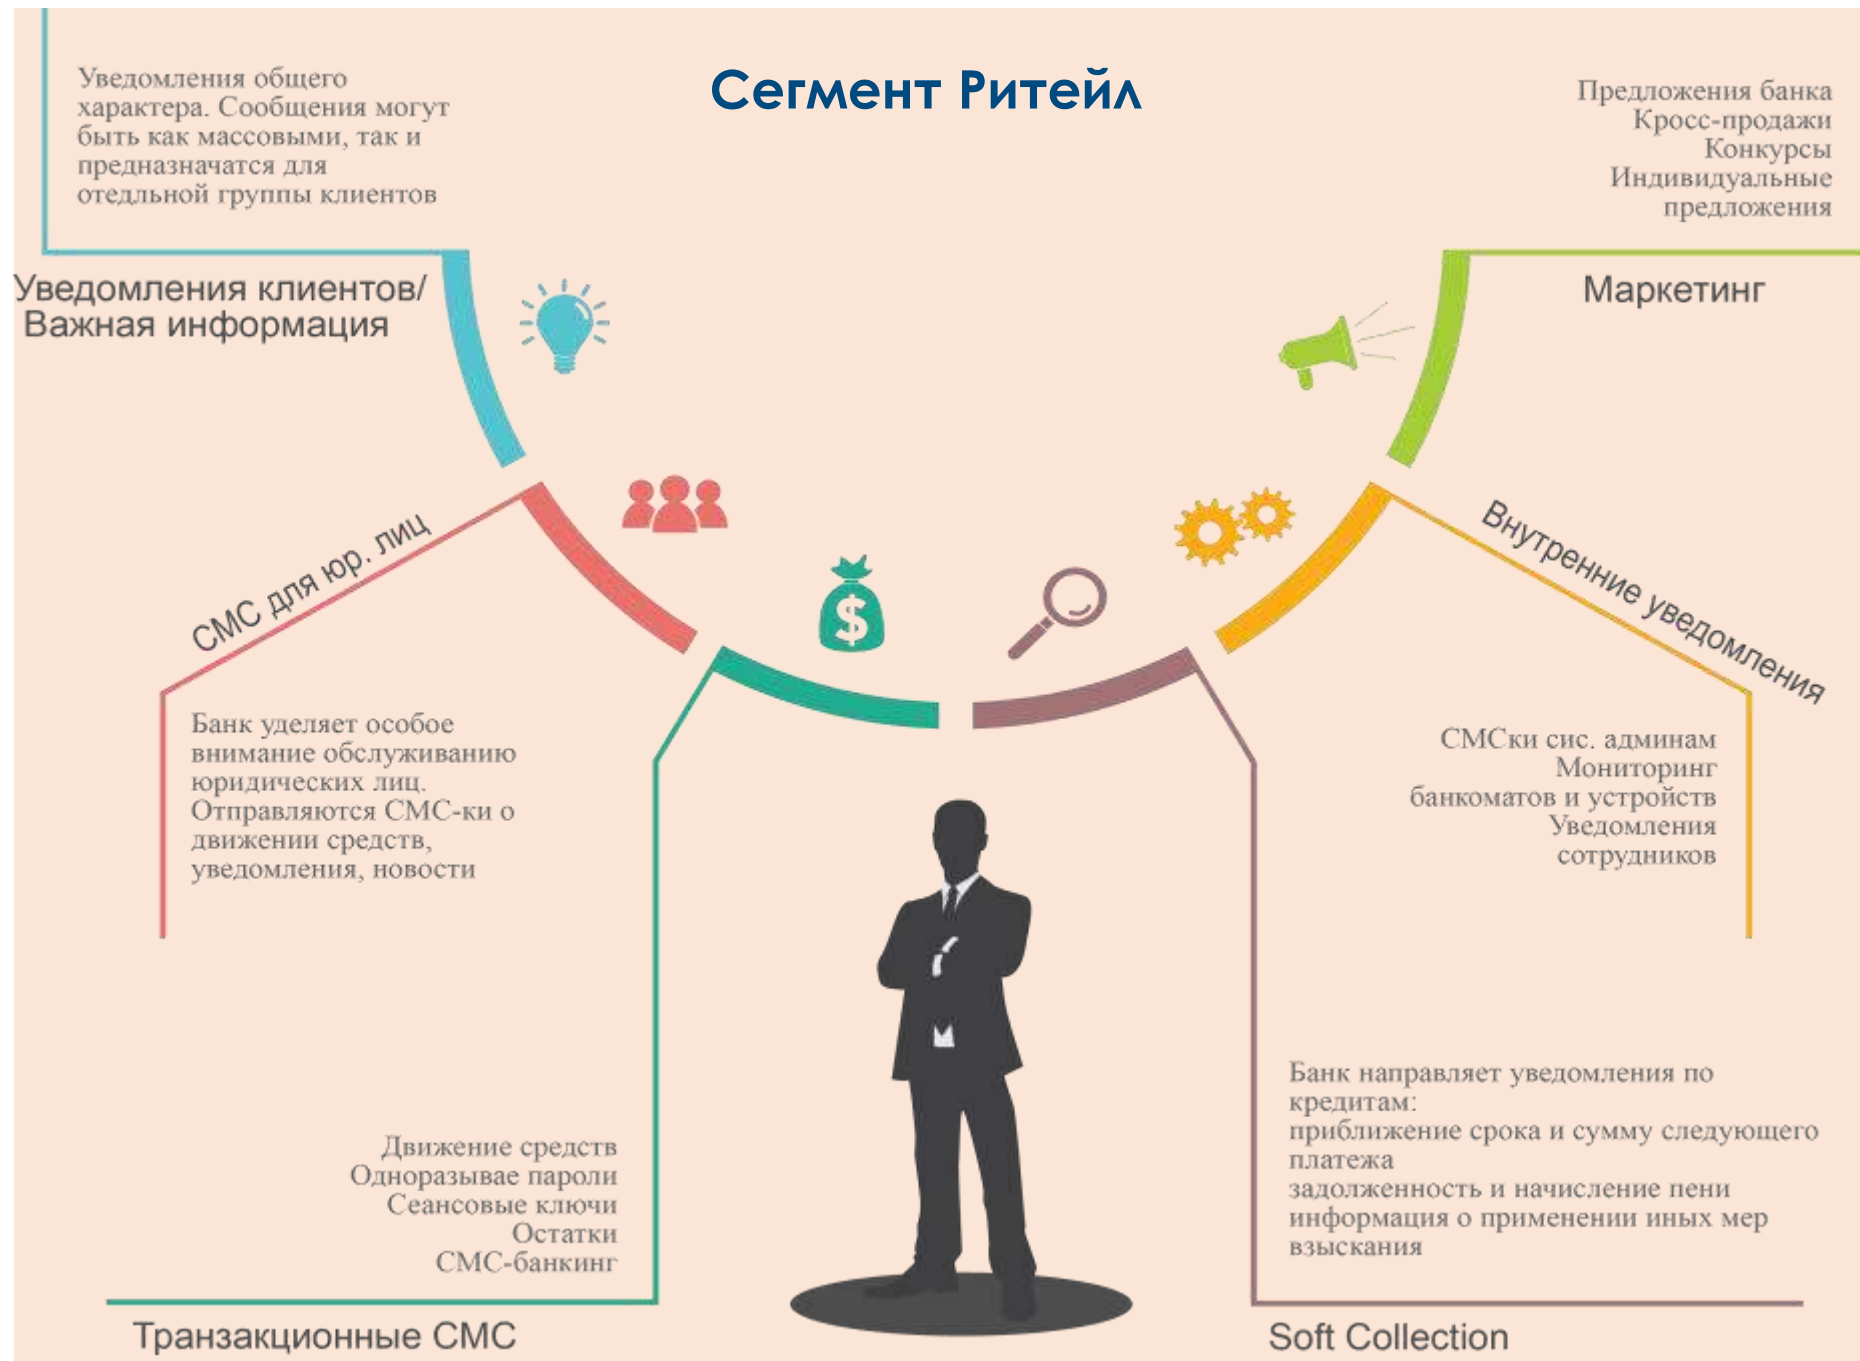 Сегмент Ритейл
Уведомления общего
характера. Сообщения могут
быть как массовыми, так и
предназначатся для
отедльной группы клиентов
Уведомления клиентов/
Важная информация
Предложения банка
Кросс-продажи
Конкурсы
Индивидуальные
предложения
Маркетинг
СМС для юр. лиц
Банк уделяет особое
внимание обслуживанию
юридических лиц.
Отправляются СМС-ки о
движении средств,
уведомления, новости
Внутренние уведомления
СМСки сис. админам
Мониторинг
банкоматов и устройств
Уведомления
сотрудников
$
Движение средств
Одноразывае пароли
Сеансовые ключи
Остатки
СМС-банкинг
Транзакционные СМС
Банк направляет уведомления по
кредитам:
приближение срока и сумму следующего
платежа
задолженность и начисление пени
информация о применении иных мер
взыскания
Soft Collection